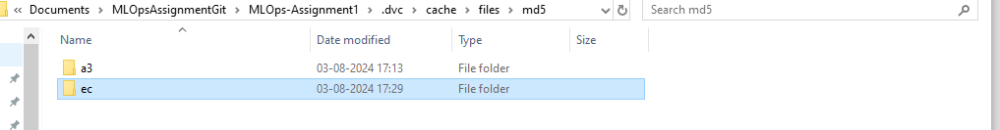 « Documents > MLOpsAssignmentGit > MLOps-Assignment1 > .dvc > cache > files > md5 Search md5
Name Date modified Type Size
a3 03-08-2024 17:13 File folder
ec 03-08-2024 17:29 File folder